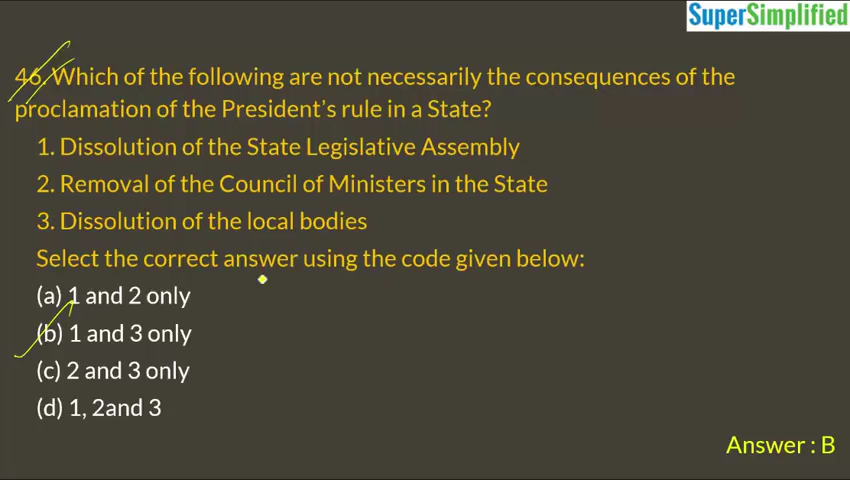 SuperSimplified
46. Which of the following are not necessarily the consequences of the
proclamation of the President's rule in a State?
1. Dissolution of the State Legislative Assembly
2. Removal of the Council of Ministers in the State
3. Dissolution of the local bodies
Select the correct answer using the code given below:
(a) 1 and 2 only
(b) 1 and 3 only
(c) 2 and 3 only
(d) 1, 2and 3
Answer : B